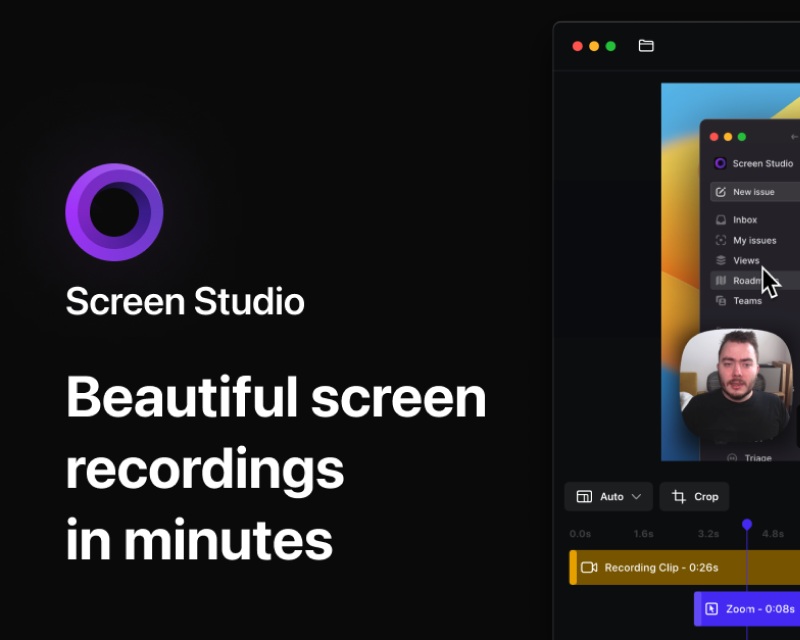 Screen Studio
Beautiful screen
recordings
in minutes
Screen Studio
New issue
Inbox
My issues
Views
Teams
Triage
Auto
Crop
0.0s 1.6s 3.2s 4.8s
Recording Clip - 0:26s
Zoom - 0:08s